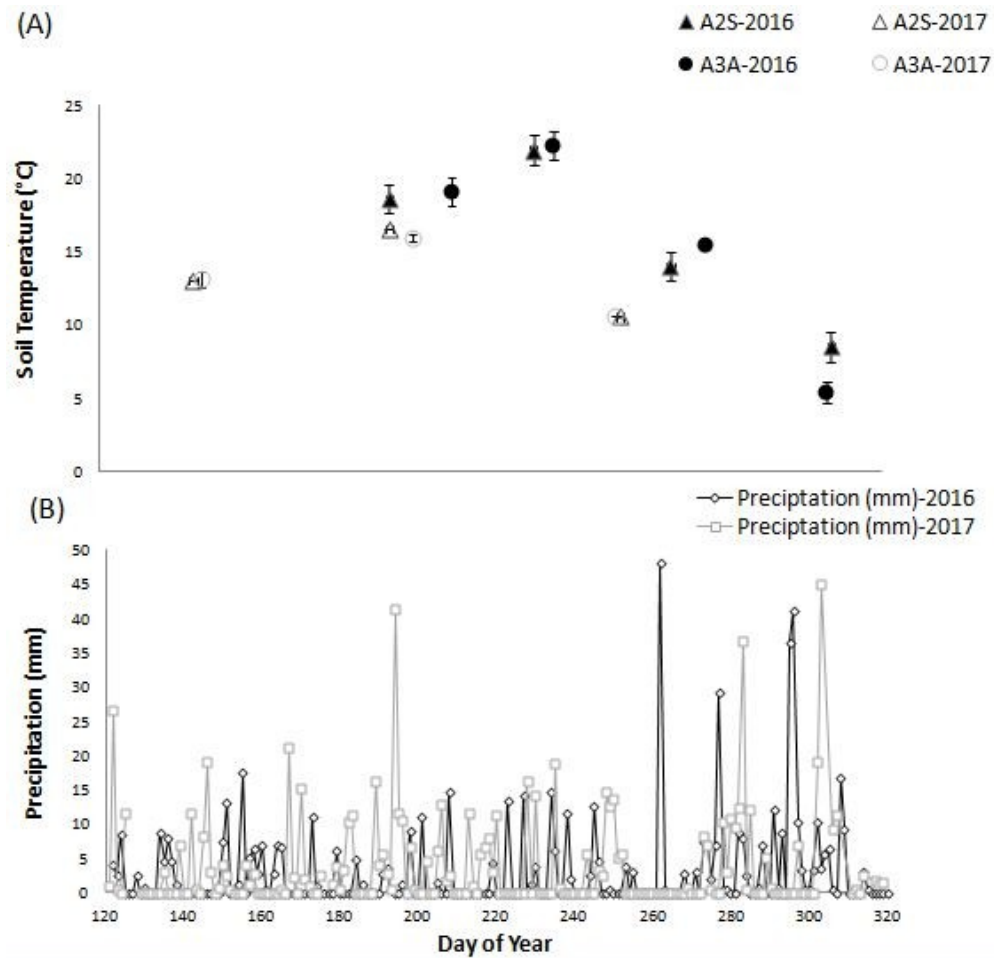 (A)
A2S-2016 A2S-2017
A3A-2016 A3A-2017
25
20
15
10
5
0
Soil Temperature (°C)
(B)
Preciptation (mm)-2016
Preciptation (mm)-2017
50
45
40
35
30
25
20
15
10
5
0
Precipitation (mm)
120 140 160 180 200 220 240 260 280 300 320
Day of Year